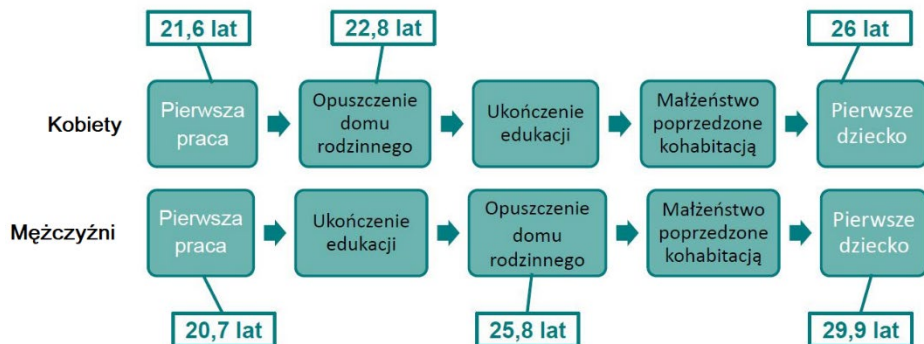 21,6 lat
22,8 lat
26 lat
Kobiety
Pierwsza
praca
Opuszczenie
domu
rodzinnego
Ukończenie
edukacji
Małżeństwo
poprzedzone
kohabitacją
Pierwsze
dziecko
Mężczyźni
Pierwsza
praca
Ukończenie
edukacji
Opuszczenie
domu
rodzinnego
Małżeństwo
poprzedzone
kohabitacją
Pierwsze
dziecko
20,7 lat
25,8 lat
29,9 lat